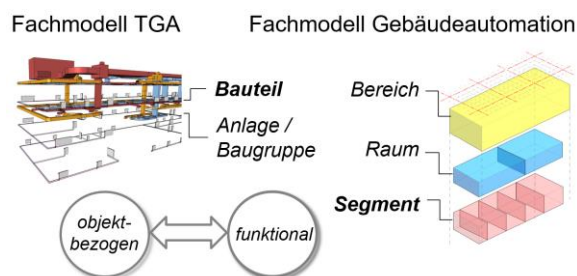 Fachmodell TGA
Fachmodell Gebäudeautomation
Bauteil
Anlage /
Baugruppe
objekt-
bezogen
funktional
Bereich
Raum
Segment